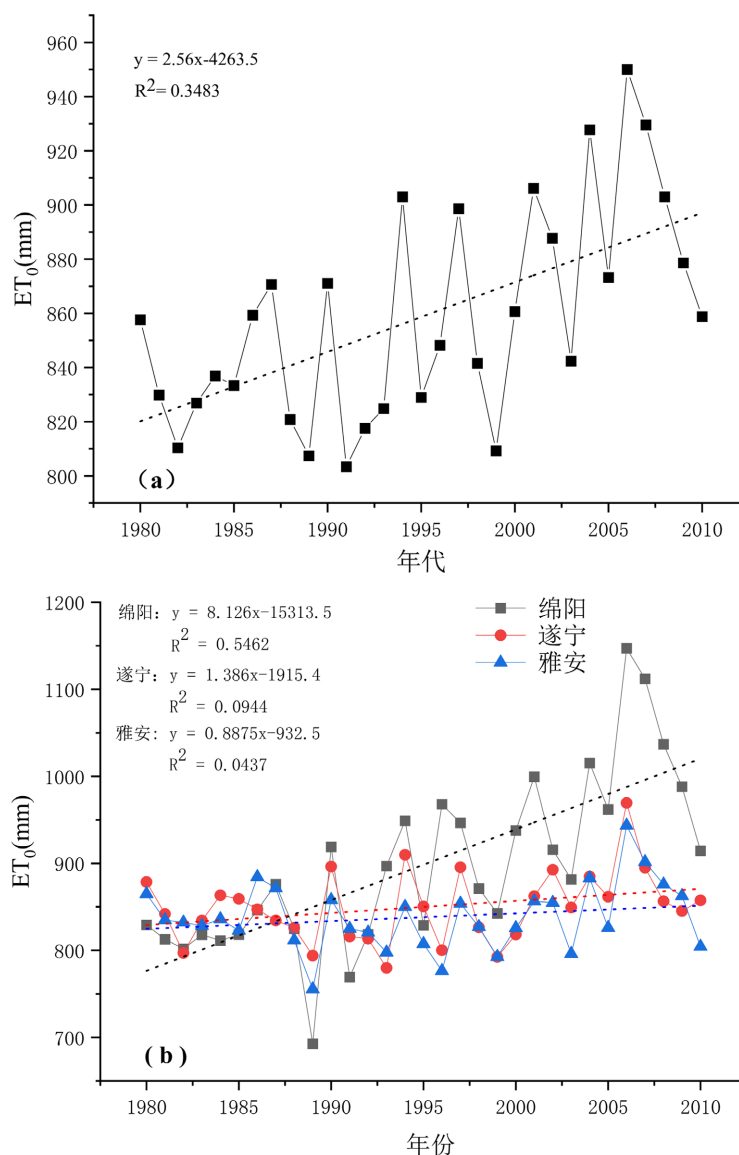 y = 2.56x-4263.5
R2= 0.3483
960
940
920
900
880
860
840
820
800
ET0(mm)
（a）
1980 1985 1990 1995 2000 2005 2010
年代
绵阳: y = 8.126x-15313.5
R2 = 0.5462
遂宁: y = 1.386x-1915.4
R2 = 0.0944
雅安: y = 0.8875x-932.5
R2 = 0.0437
绵阳
遂宁
雅安
1200
1100
1000
900
800
700
ET0(mm)
( b )
1980 1985 1990 1995 2000 2005 2010
年份